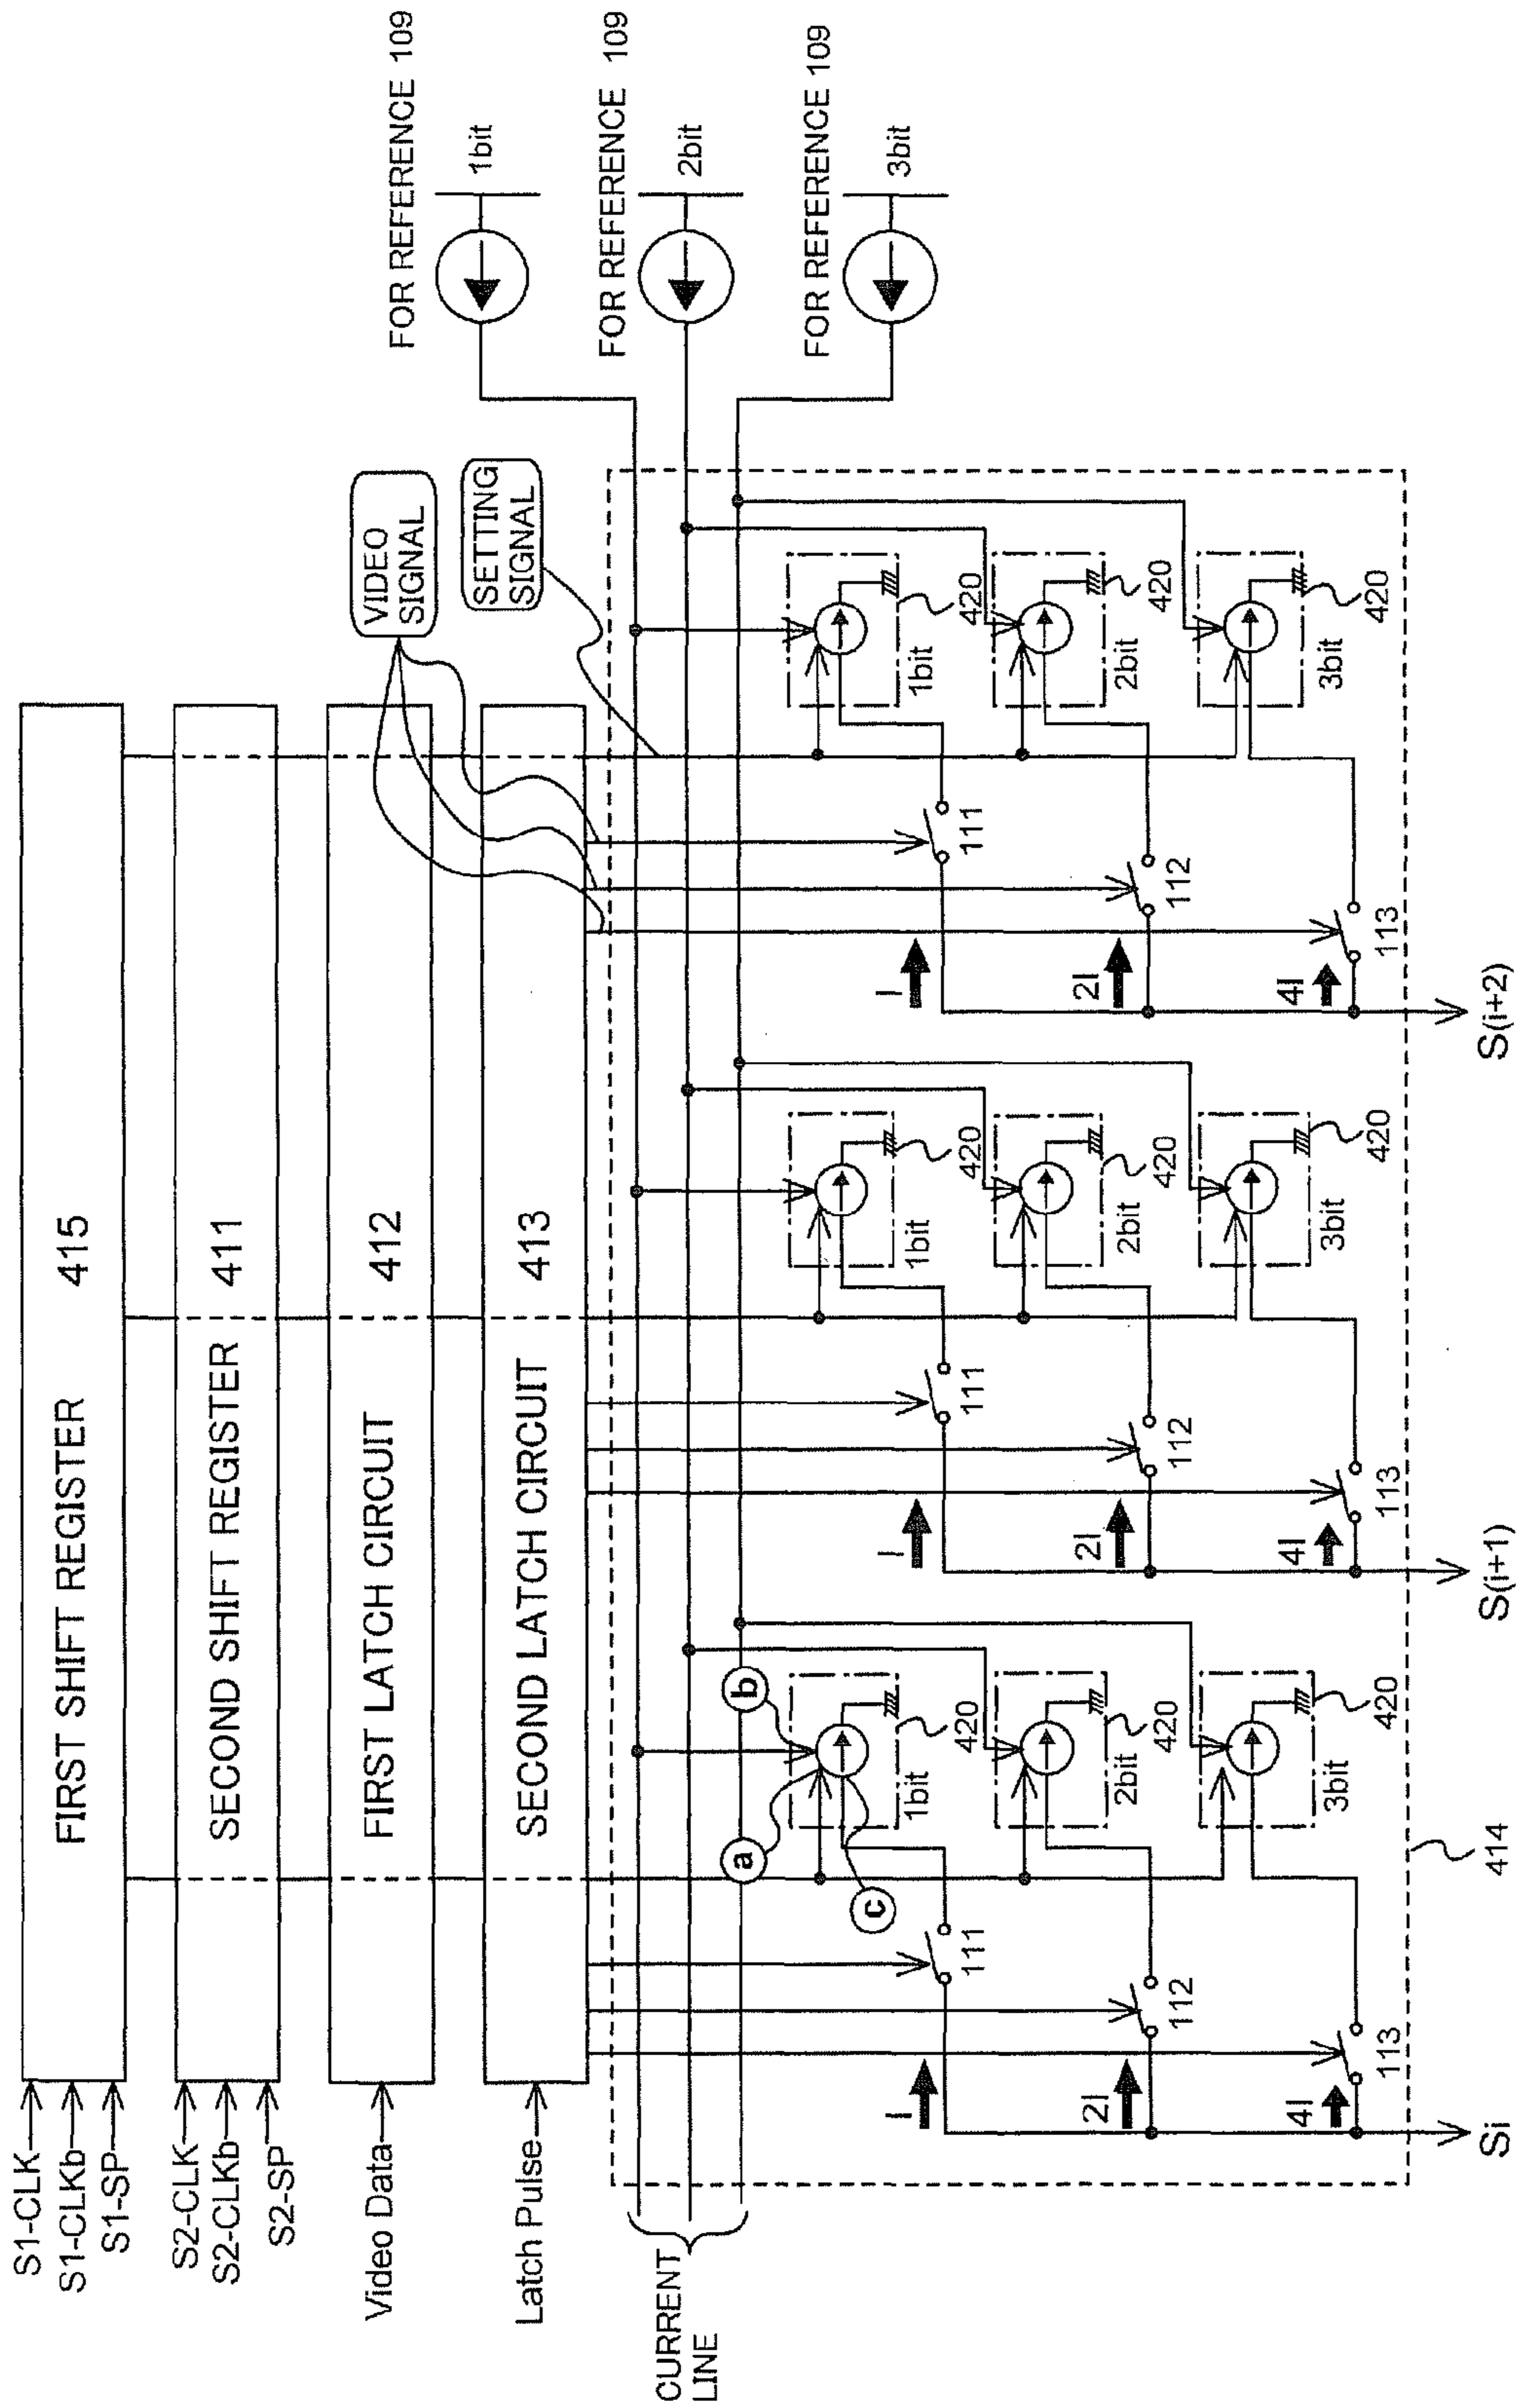 S1-CLK
S1-CLKb
S1-SP
FIRST SHIFT REGISTER 415
S2-CLK
S2-CLKb
S2-SP
SECOND SHIFT REGISTER 411
Video Data
FIRST LATCH CIRCUIT 412
Latch Pulse
SECOND LATCH CIRCUIT 413
VIDEO
SIGNAL
SETTING
SIGNAL
FOR REFERENCE 109
1bit
FOR REFERENCE 109
2bit
FOR REFERENCE 109
3bit
CURRENT
LINE
a
b
c
1bit
420
1bit
420
1bit
420
I
111
I
111
I
111
2bit
420
2bit
420
2bit
420
2I
112
2I
112
2I
112
3bit
420
3bit
420
3bit
420
4I
113
4I
113
4I
113
414
Si
S(i+1)
S(i+2)